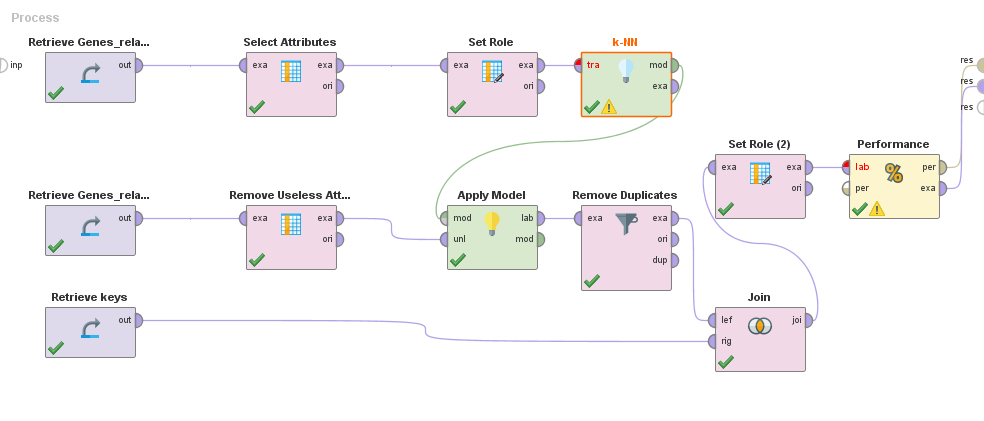 Process
Retrieve Genes_rela...
Select Attributes
Set Role
k-NN
inp
out
exa
exa
ori
exa
exa
ori
tra
mod
exa
res
res
res
Set Role (2)
Performance
exa
exa
ori
lab
per
per
exa
Retrieve Genes_rela...
Remove Useless Att...
Apply Model
Remove Duplicates
out
exa
exa
ori
mod
unl
lab
mod
exa
exa
ori
dup
Retrieve keys
Join
out
lef
rig
joi